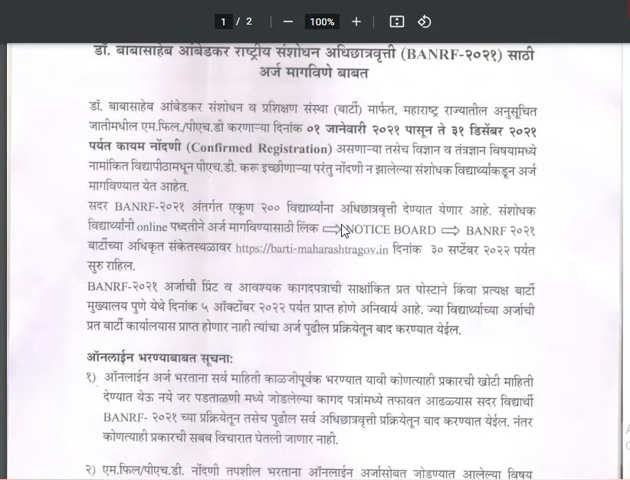 1 / 2 100%
डॉ. बाबासाहेब आंबेडकर राष्ट्रीय संशोधन अधिछात्रवृत्ती (BANRF-२०२१) साठी
अर्ज मागविणे बाबत
डॉ. बाबासाहेब आंबेडकर संशोधन व प्रशिक्षण संस्था (बार्टी) मार्फत, महाराष्ट्र राज्यातील अनुसूचित
जातीमधील एम.फिल./पीएच.डी करणाऱ्या दिनांक ०१ जानेवारी २०२१ पासून ते ३१ डिसेंबर २०२१
पर्यत कायम नोंदणी (Confirmed Registration) असणाऱ्या तसेच विज्ञान व तंत्रज्ञान विषयामध्ये
नामांकित विद्यापीठामधून पीएच.डी. करू इच्छीणाऱ्या परंतु नोंदणी न झालेल्या संशोधक विद्यार्थ्यांकडून अर्ज
मागविण्यात येत आहेत.
सदर BANRF-२०२१ अंतर्गत एकूण २०० विद्यार्थ्यांना अधिछात्रवृत्ती देण्यात येणार आहे. संशोधक
विद्यार्थ्यांनी online पध्दतीने अर्ज मागविण्यासाठी लिंक ⇨ NOTICE BOARD ⇨ BANRF २०२१
बार्टीच्या अधिकृत संकेतस्थळावर https://barti-maharashtragov.in दिनांक ३० सप्टेंबर २०२२ पर्यत
सुरु राहिल.
BANRF-२०२१ अर्जाची प्रिंट व आवश्यक कागदपत्राची साक्षांकित प्रत पोस्टाने किंवा प्रत्यक्ष बार्टी
मुख्यालय पुणे येथे दिनांक ५ ऑक्टोंबर २०२२ पर्यत प्राप्त होणे अनिवार्य आहे. ज्या विद्यार्थ्याच्या अर्जाची
प्रत बार्टी कार्यालयास प्राप्त होणार नाही त्यांचा अर्ज पुढील प्रक्रियेतून बाद करण्यात येईल.
ऑनलाईन भरण्याबाबत सूचना:
१) ऑनलाईन अर्ज भरताना सर्व माहिती काळजीपूर्वक भरण्यात यावी कोणत्याही प्रकारची खोटी माहिती
देण्यात येऊ नये जर पडताळणी मध्ये जोडलेल्या कागद पत्रांमध्ये तफावत आढळ्यास सदर विद्यार्थी
BANRF- २०२१ च्या प्रक्रियेतून तसेच पुढील सर्व अधिछात्रवृत्ती प्रक्रियेतून बाद करण्यात येईल. नंतर
कोणत्याही प्रकारची सबब विचारात घेतली जाणार नाही.
२) एम.फिल/पीएच.डी. नोंदणी तपशील भरताना ऑनलाईन अर्जासोबत जोडण्यात आलेल्या विषय